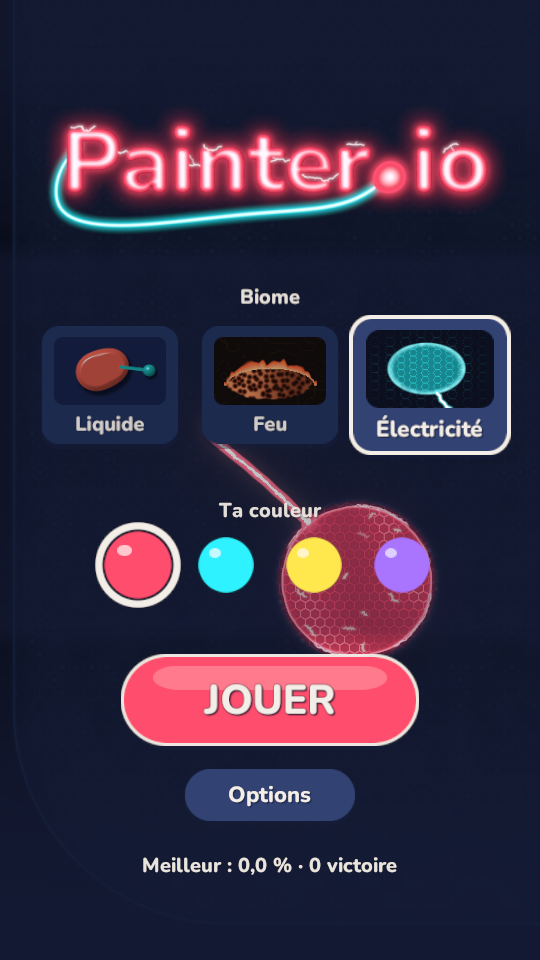 Painter.io
Biome
Liquide
Feu
Électricité
Ta couleur
JOUER
Options
Meilleur : 0,0 % · 0 victoire